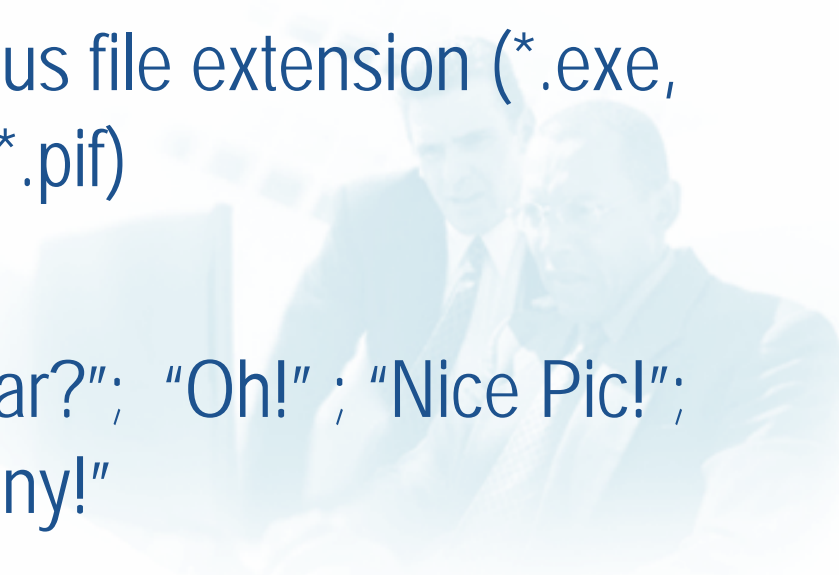 us file extension (*.exe,
*.pif)
ar?”; “Oh!” ; “Nice Pic!”;
ny!”